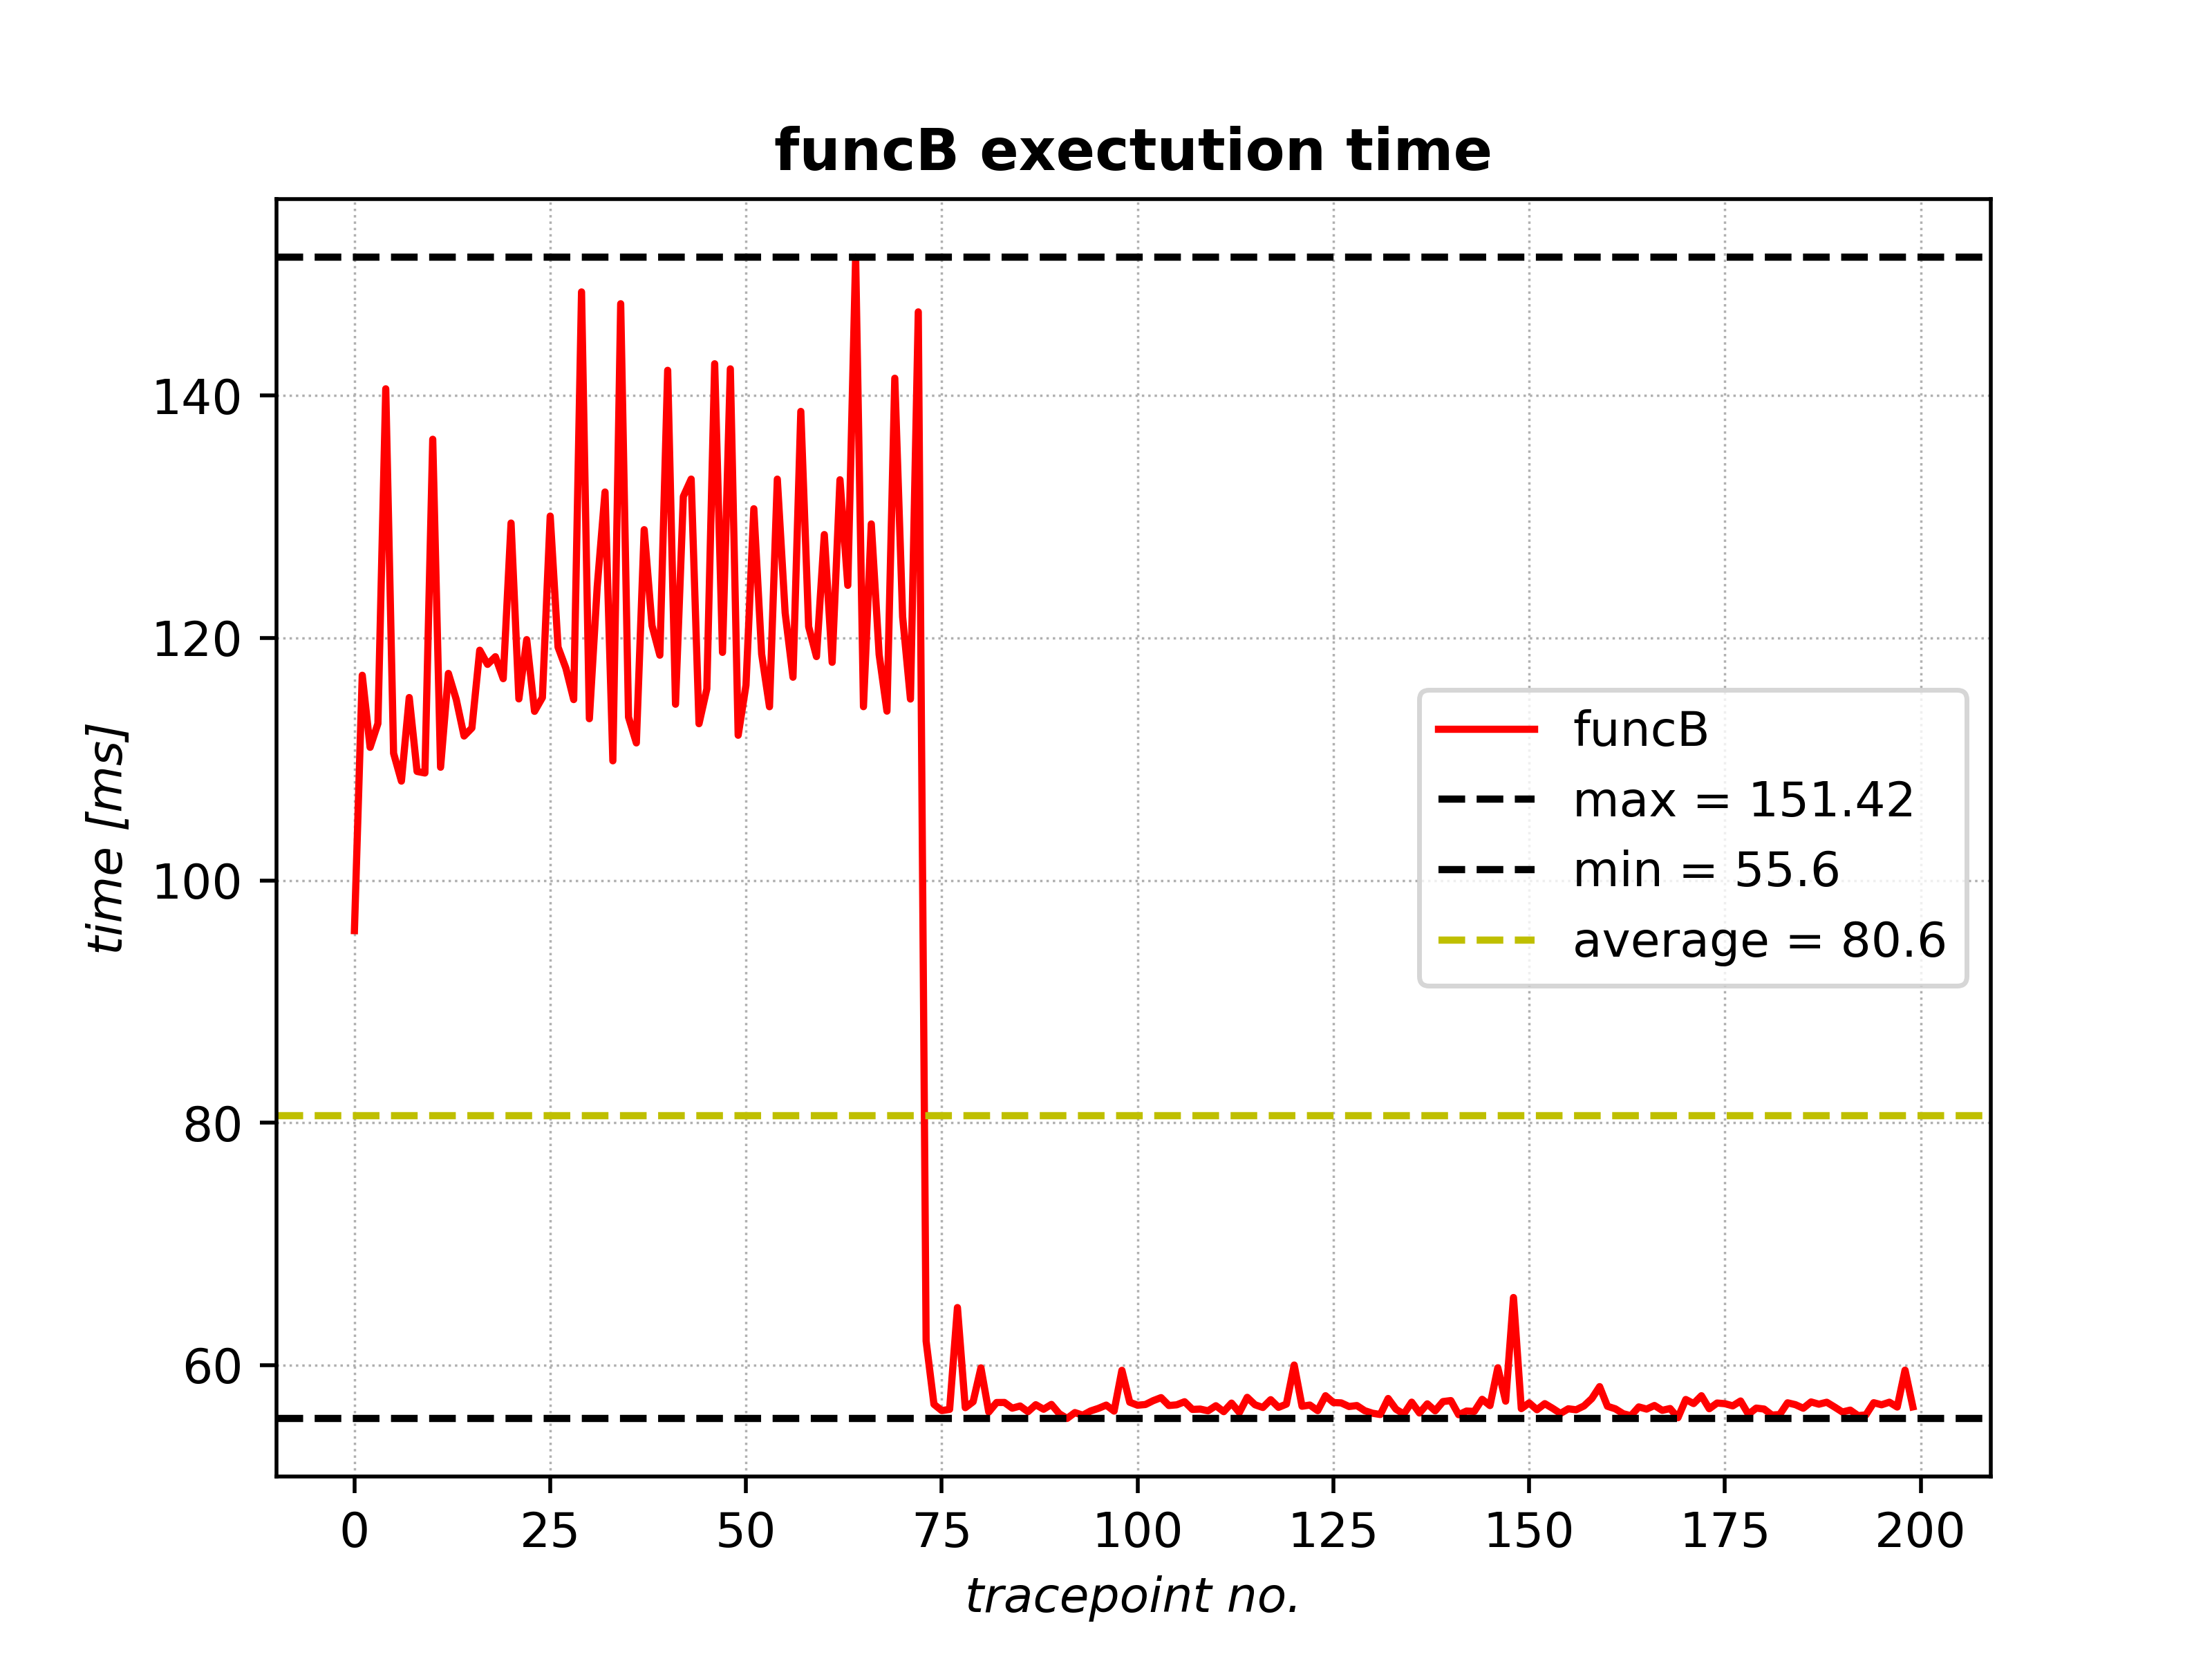 funcB exectution time
time [ms]
140
120
100
80
60
funcB
max = 151.42
min = 55.6
average = 80.6
0 25 50 75 100 125 150 175 200
tracepoint no.